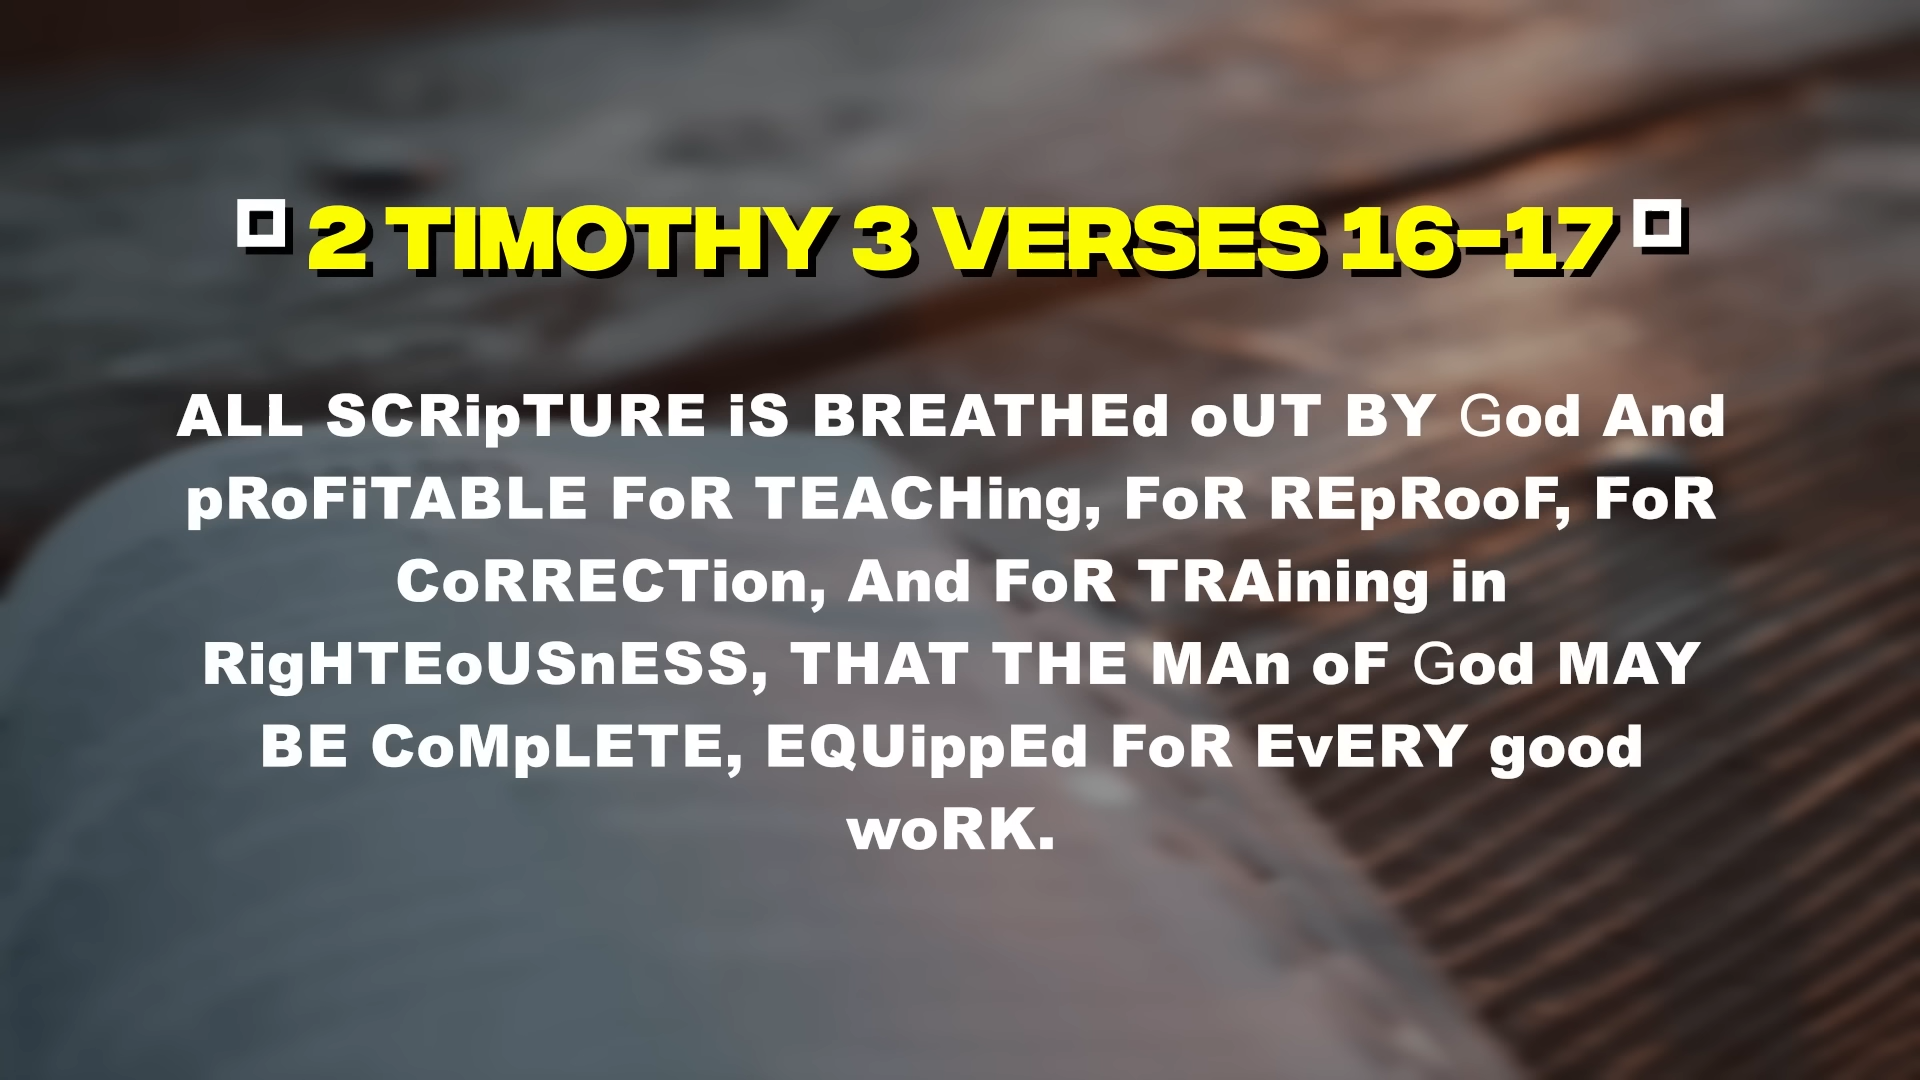 2 TIMOTHY 3 VERSES 16-17
ALL SCRipTURE iS BREATHEd oUT BY God And
pRoFiTABLE FoR TEACHing, FoR REpRooF, FoR
CoRRECTion, And FoR TRAining in
RigHTEoUSnESS, THAT THE MAn oF God MAY
BE CoMpLETE, EQUippEd FoR EvERY good
woRK.